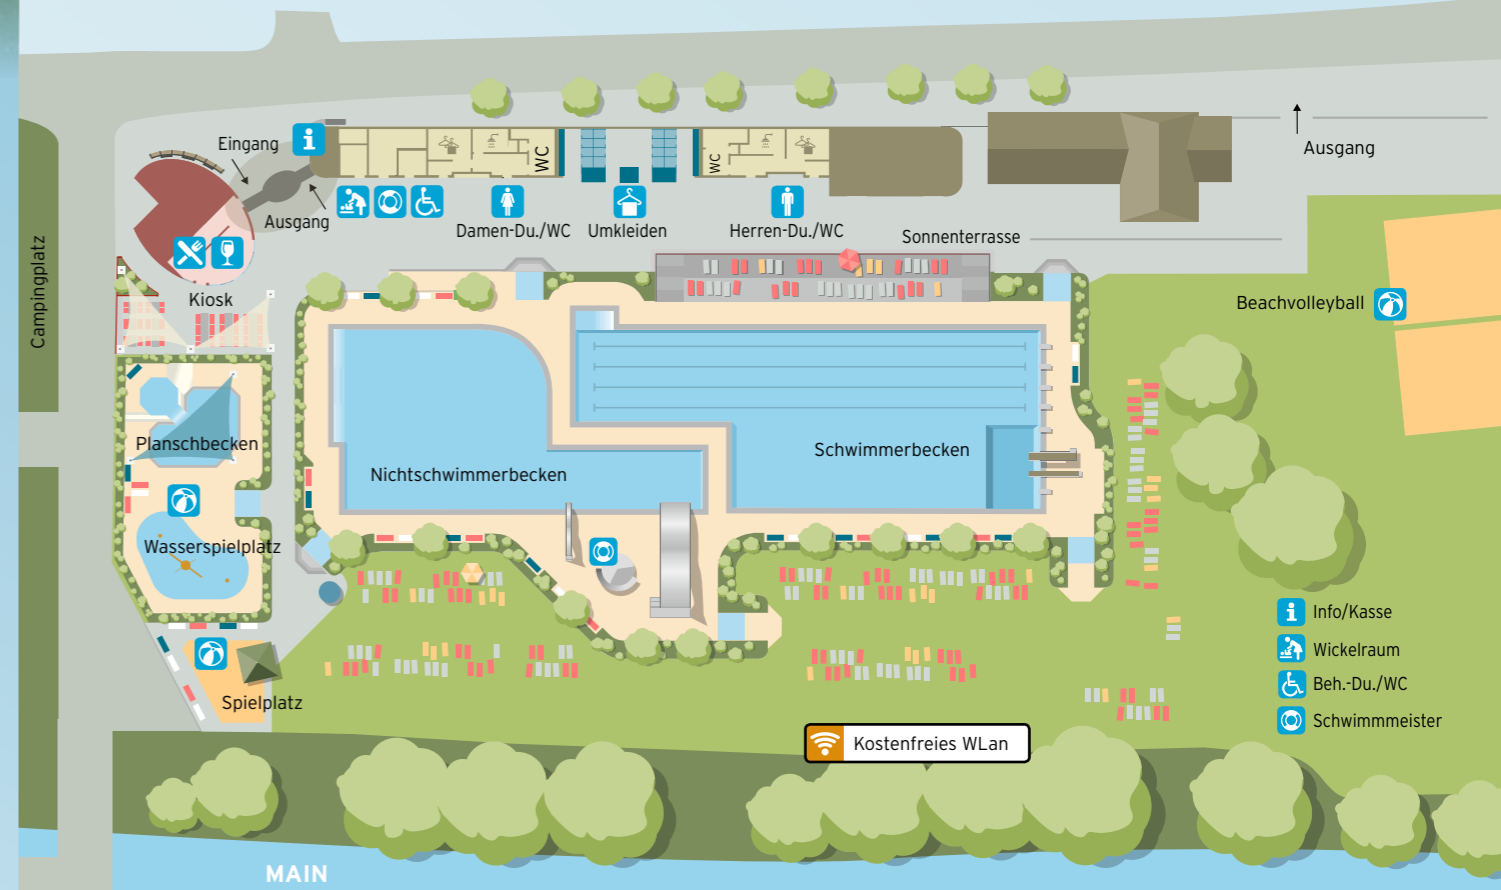 Eingang
WC
WC
Ausgang
Ausgang
Damen-Du./WC
Umkleiden
Herren-Du./WC
Sonnenterrasse
Campingplatz
Kiosk
Beachvolleyball
Planschbecken
Schwimmerbecken
Nichtschwimmerbecken
Wasserspielplatz
Info/Kasse
Wickelraum
Beh.-Du./WC
Schwimmmeister
Spielplatz
Kostenfreies WLan
MAIN